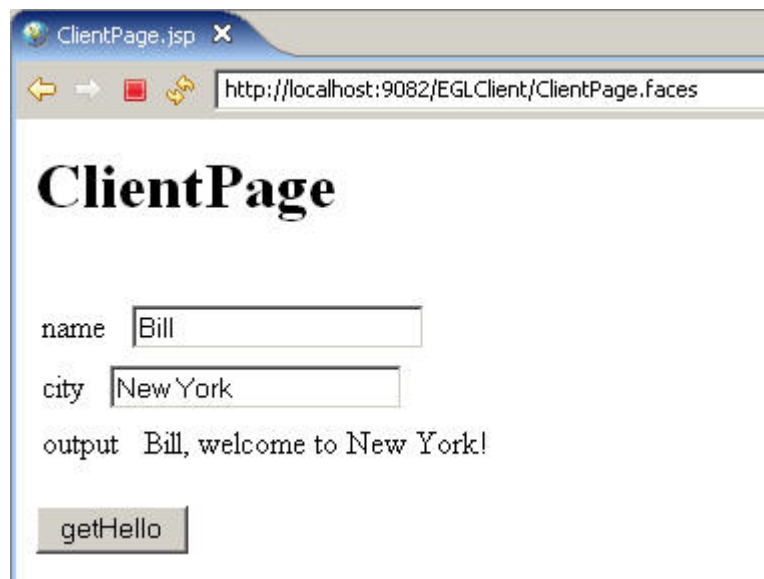 ClientPage.jsp
http://localhost:9082/EGLClient/ClientPage.faces
ClientPage
name Bill
city New York
output Bill, welcome to New York!
getHello